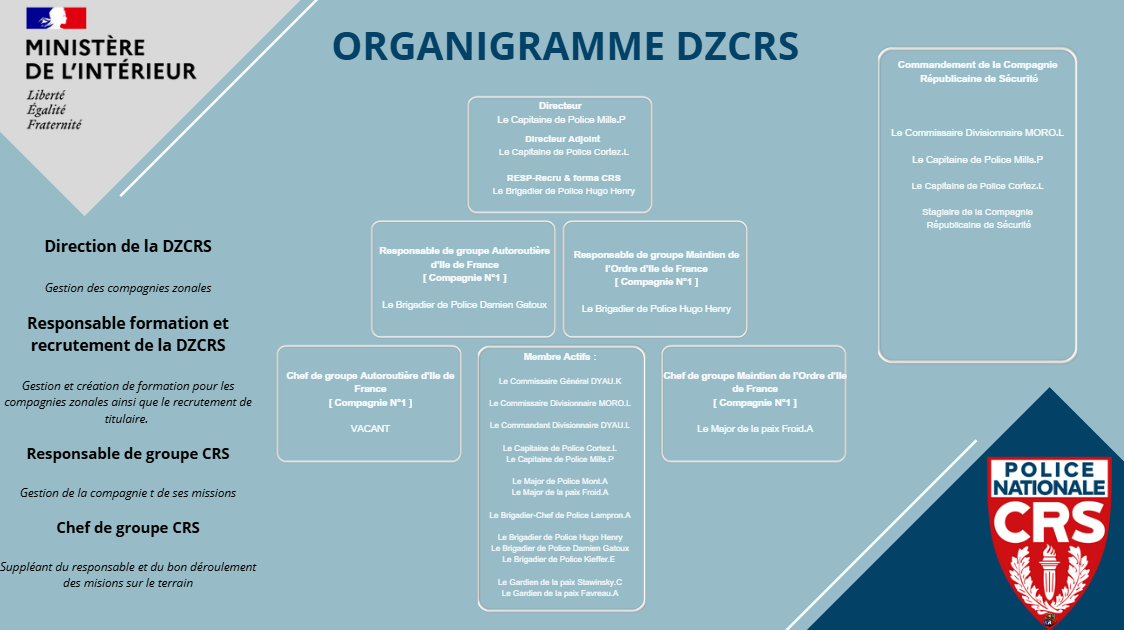 MINISTÈRE
DE L'INTÉRIEUR
Liberté
Égalité
Fraternité
ORGANIGRAMME DZCRS
Directeur
Le Capitaine de Police Mills.P
Directeur Adjoint
Le Capitaine de Police Cortez.L
RESP-Recru & forma CRS
Le Brigadier de Police Hugo Henry
Commandement de la Compagnie
Républicaine de Sécurité
Le Commissaire Divisionnaire MORO.L
Le Capitaine de Police Mills.P
Le Capitaine de Police Cortez.L
Stagiaire de la Compagnie
Républicaine de Sécurité
Responsable de groupe Autoroutière
d'Ile de France
[ Compagnie N°1 ]
Le Brigadier de Police Damien Gatoux
Responsable de groupe Maintien de
l'Ordre d'Ile de France
[ Compagnie N°1 ]
Le Brigadier de Police Hugo Henry
Chef de groupe Autoroutière d'Ile de
France
[ Compagnie N°1 ]
VACANT
Membre Actifs :
Le Commissaire Général DYAU.K
Le Commissaire Divisionnaire MORO.L
Le Commandant Divisionnaire DYAU.L
Le Capitaine de Police Cortez.L
Le Capitaine de Police Mills.P
Le Major de Police Mont.A
Le Major de la paix Froid.A
Le Brigadier-Chef de Police Lampron.A
Le Brigadier de Police Hugo Henry
Le Brigadier de Police Damien Gatoux
Le Brigadier de Police Kieffer.E
Le Gardien de la paix Stawinsky.C
Le Gardien de la paix Favreau.A
Chef de groupe Maintien de l'Ordre d'Ile
de France
[ Compagnie N°1 ]
Le Major de la paix Froid.A
Direction de la DZCRS
Gestion des compagnies zonales
Responsable formation et
recrutement de la DZCRS
Gestion et création de formation pour les
compagnies zonales ainsi que le recrutement de
titulaire.
Responsable de groupe CRS
Gestion de la compagnie t de ses missions
Chef de groupe CRS
Suppléant du responsable et du bon déroulement
des misions sur le terrain
POLICE
NATIONALE
CRS